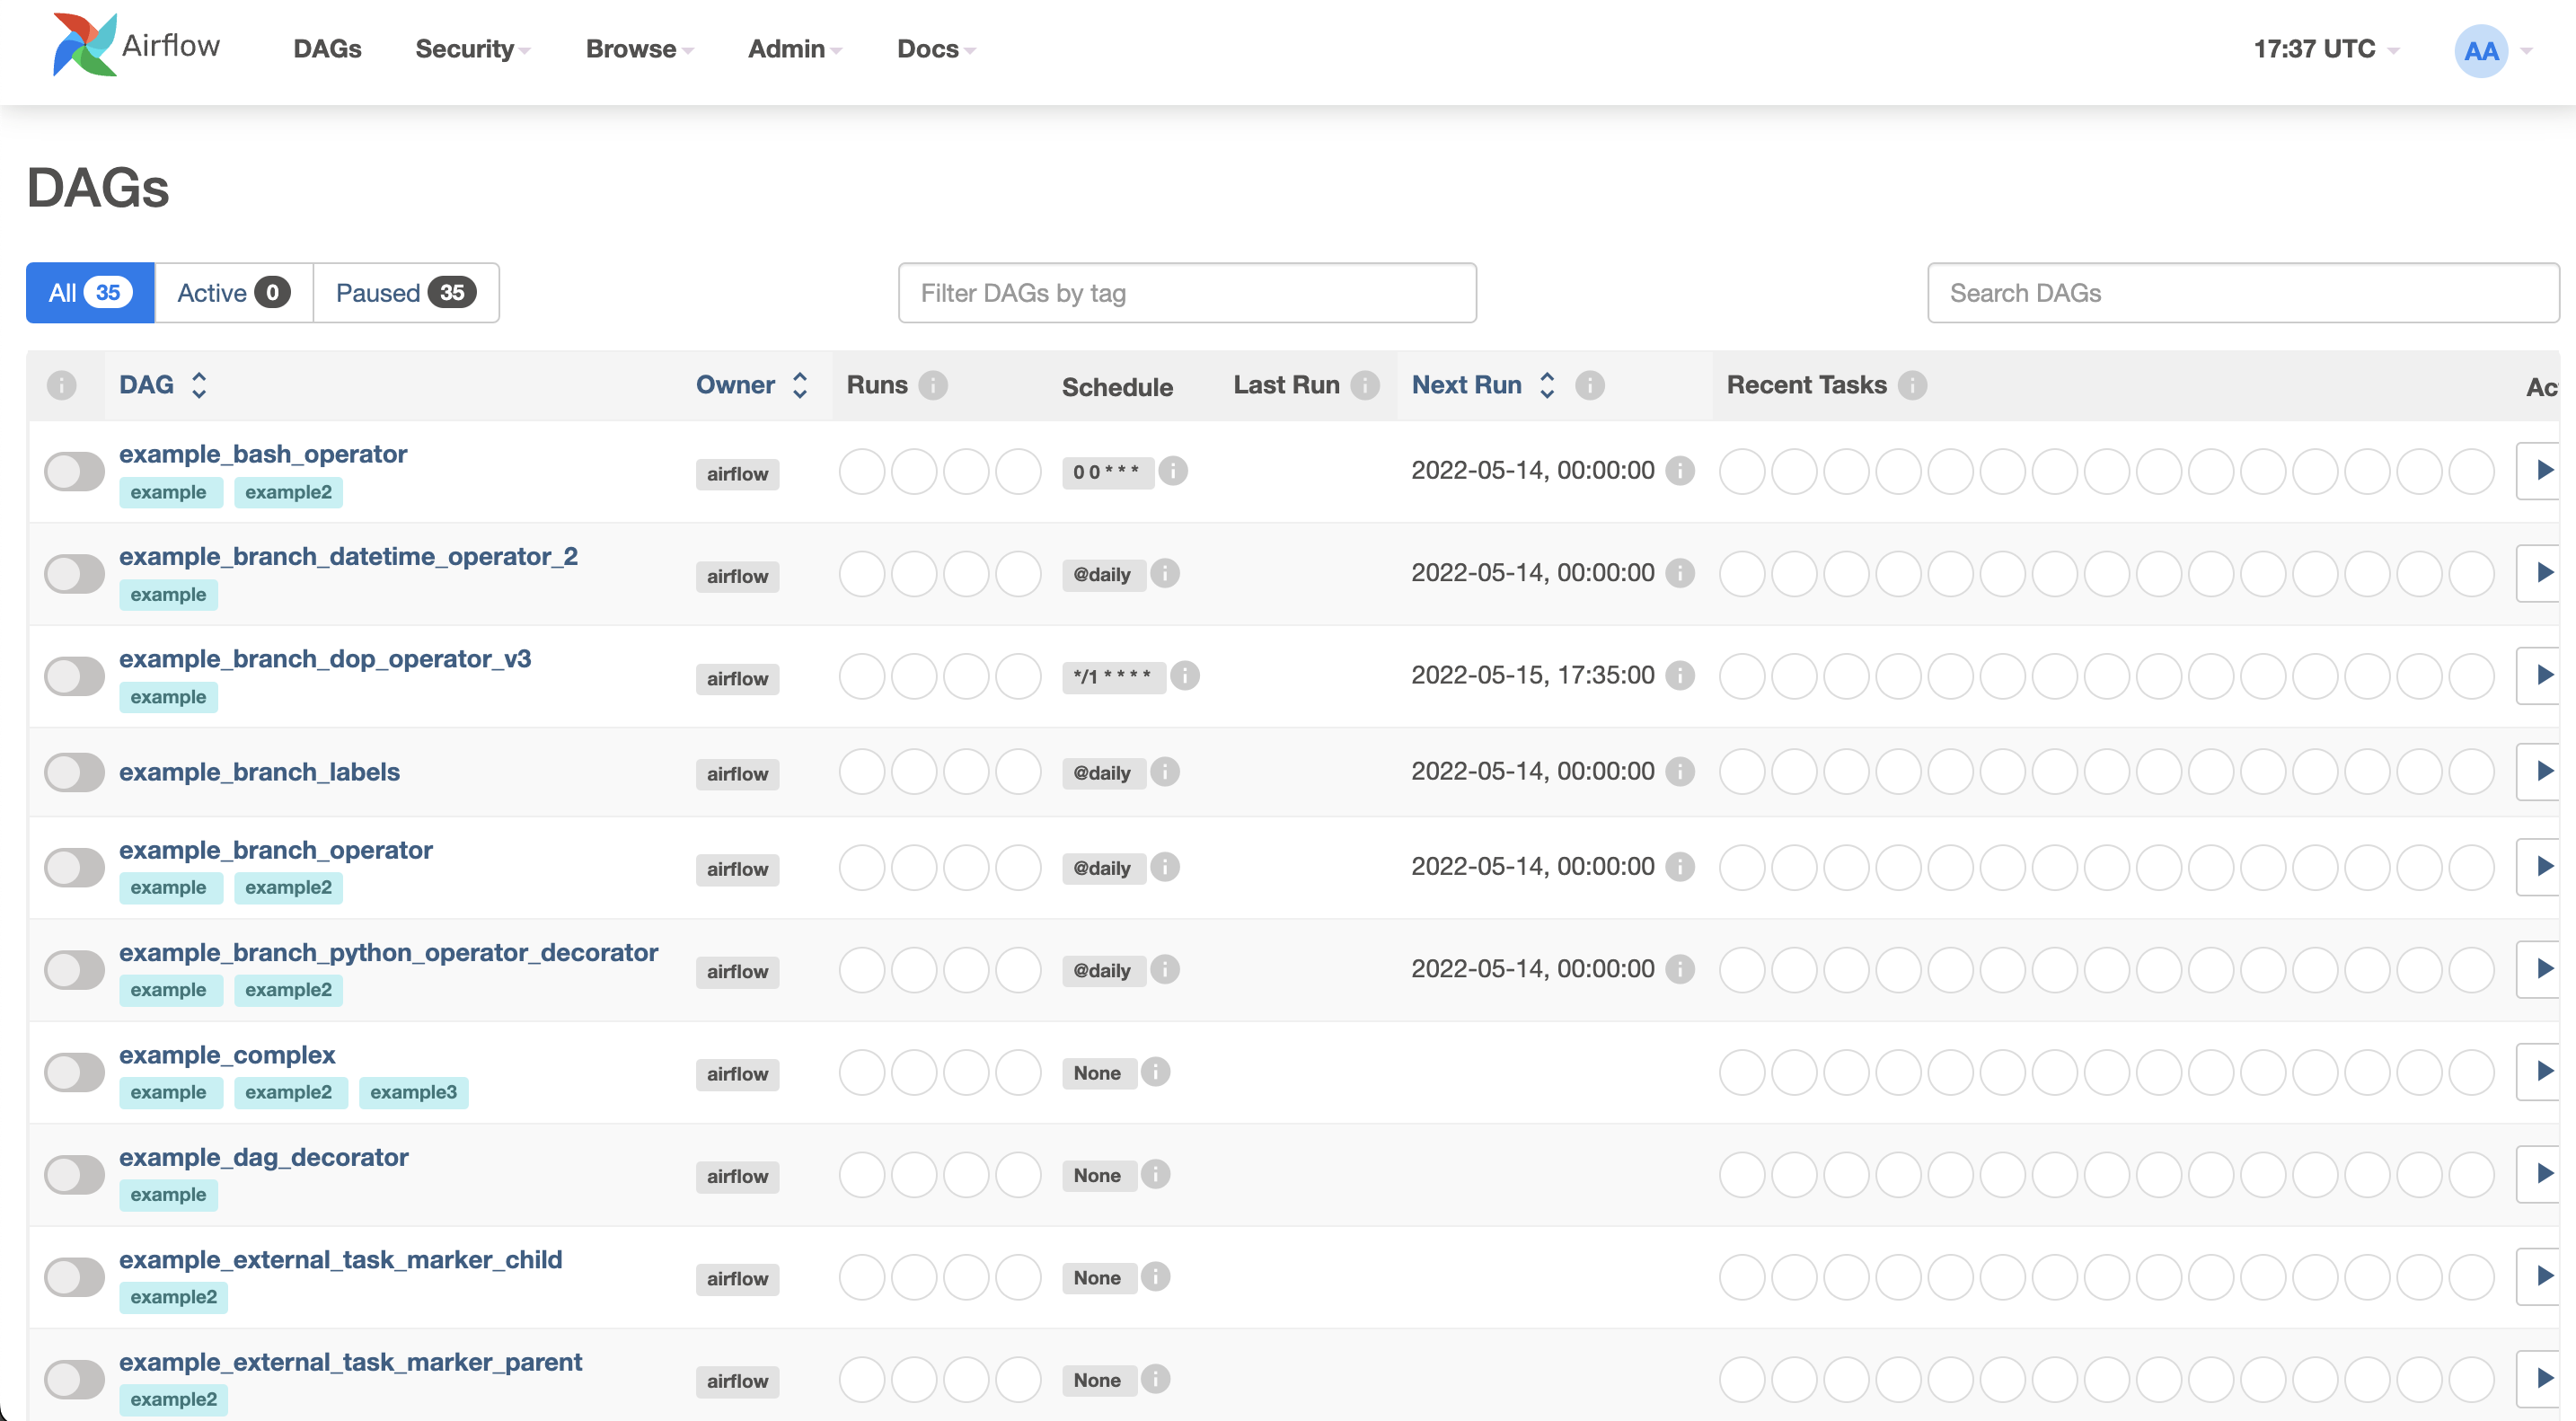 Airflow DAGs Security Browse Admin Docs 17:37 UTC AA
DAGs
All 35 Active 0 Paused 35 Filter DAGs by tag Search DAGs
DAG Owner Runs Schedule Last Run Next Run Recent Tasks Ac
example_bash_operator
example example2 airflow 0 0 * * * 2022-05-14, 00:00:00
example_branch_datetime_operator_2
example airflow @daily 2022-05-14, 00:00:00
example_branch_dop_operator_v3
example airflow */1 * * * * 2022-05-15, 17:35:00
example_branch_labels airflow @daily 2022-05-14, 00:00:00
example_branch_operator
example example2 airflow @daily 2022-05-14, 00:00:00
example_branch_python_operator_decorator
example example2 airflow @daily 2022-05-14, 00:00:00
example_complex
example example2 example3 airflow None
example_dag_decorator
example airflow None
example_external_task_marker_child
example2 airflow None
example_external_task_marker_parent
example2 airflow None